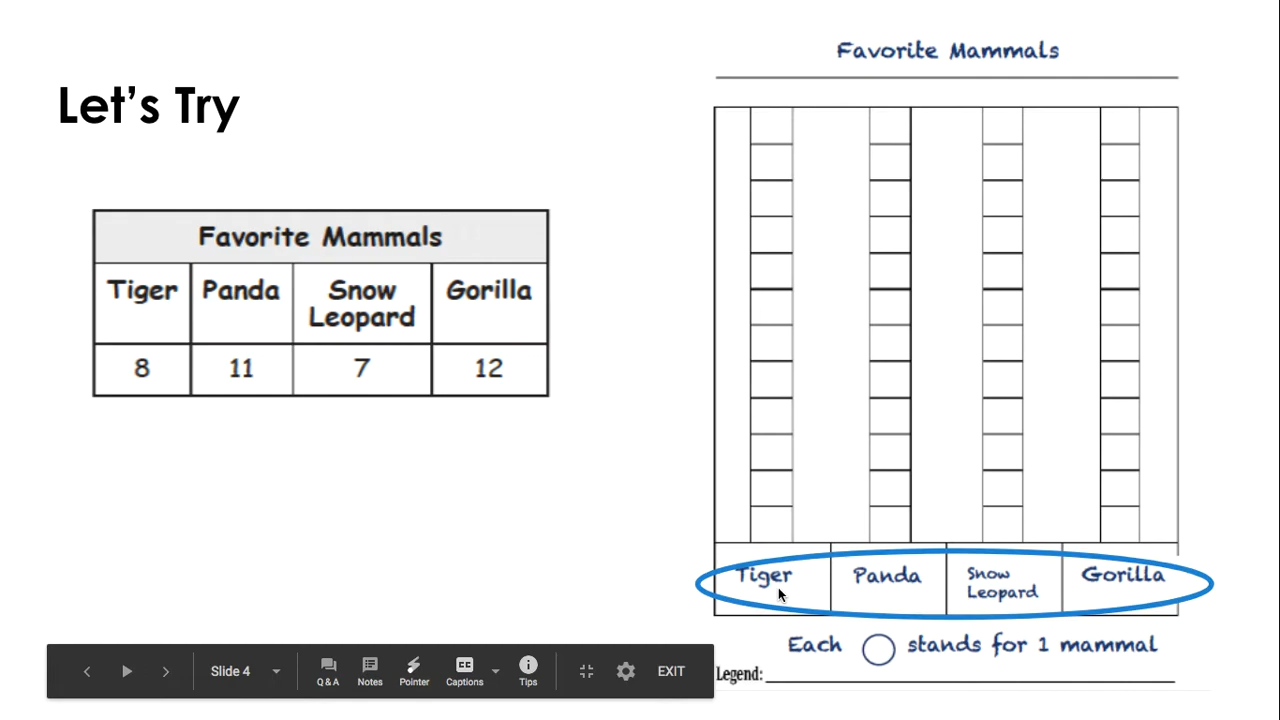 Let's Try
Favorite Mammals
Tiger Panda Snow Leopard Gorilla
8 11 7 12
Favorite Mammals
Tiger Panda Snow Leopard Gorilla
Each stands for 1 mammal
Legend:
Slide 4
Q & A Notes Pointer Captions Tips EXIT